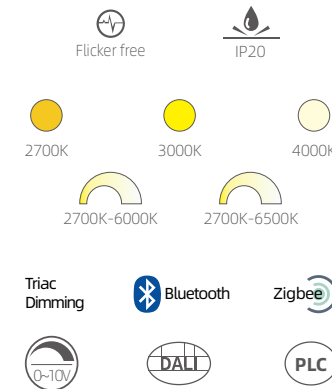 Flicker free
IP20
2700K
3000K
4000K
2700K-6000K
2700K-6500K
Triac
Dimming
Bluetooth
Zigbee
0~10V
DALI
PLC